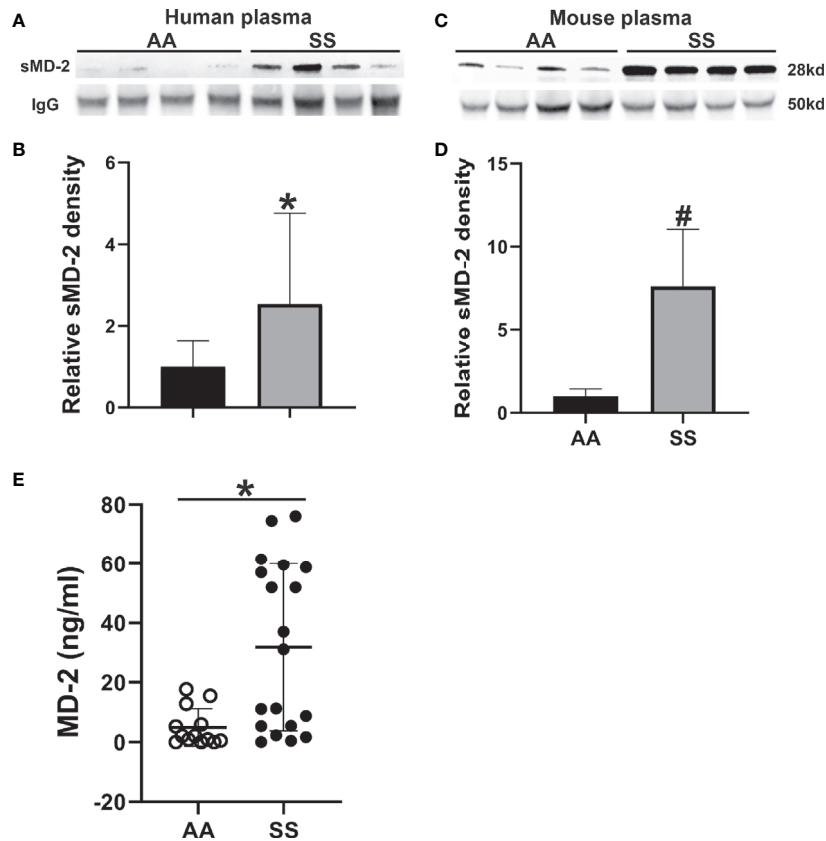 A
Human plasma
AA SS
sMD-2
IgG
C
Mouse plasma
AA SS
28kd
50kd
B
Relative sMD-2 density
6
4
2
0
*
D
Relative sMD-2 density
15
10
5
0
#
AA SS
E
MD-2 (ng/ml)
80
60
40
20
0
-20
*
AA SS